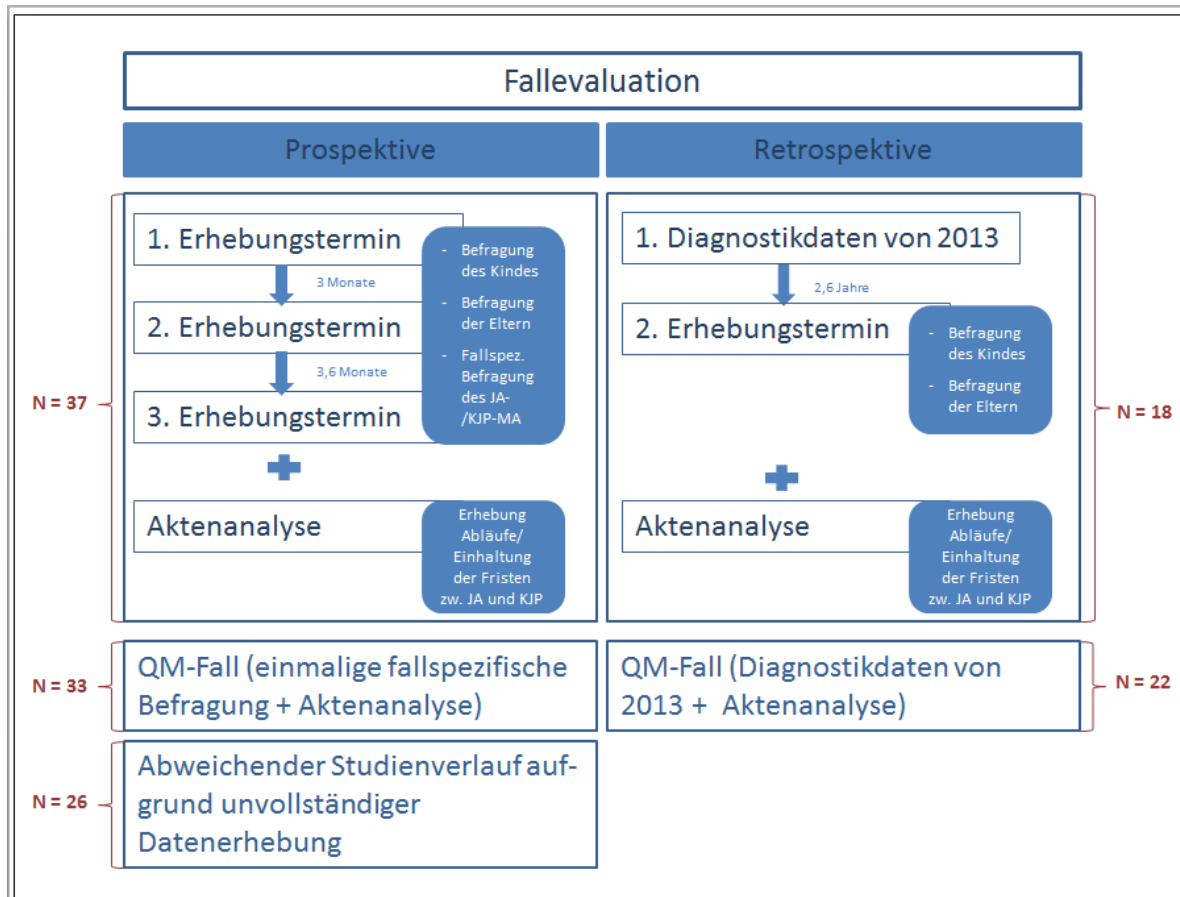 Fallevaluation
Prospektive
Retrospektive
N = 37
1. Erhebungstermin
3 Monate
2. Erhebungstermin
3,6 Monate
3. Erhebungstermin
- Befragung
des Kindes
- Befragung
der Eltern
- Fallspez.
Befragung
des JA-
/KJP-MA
Aktenanalyse
Erhebung
Abläufe/
Einhaltung
der Fristen
zw. JA und KJP
1. Diagnostikdaten von 2013
2,6 Jahre
2. Erhebungstermin
- Befragung
des Kindes
- Befragung
der Eltern
Aktenanalyse
Erhebung
Abläufe/
Einhaltung
der Fristen
zw. JA und KJP
N = 18
N = 33
QM-Fall (einmalige fallspezifische
Befragung + Aktenanalyse)
QM-Fall (Diagnostikdaten von
2013 + Aktenanalyse)
N = 22
N = 26
Abweichender Studienverlauf auf-
grund unvollständiger
Datenerhebung